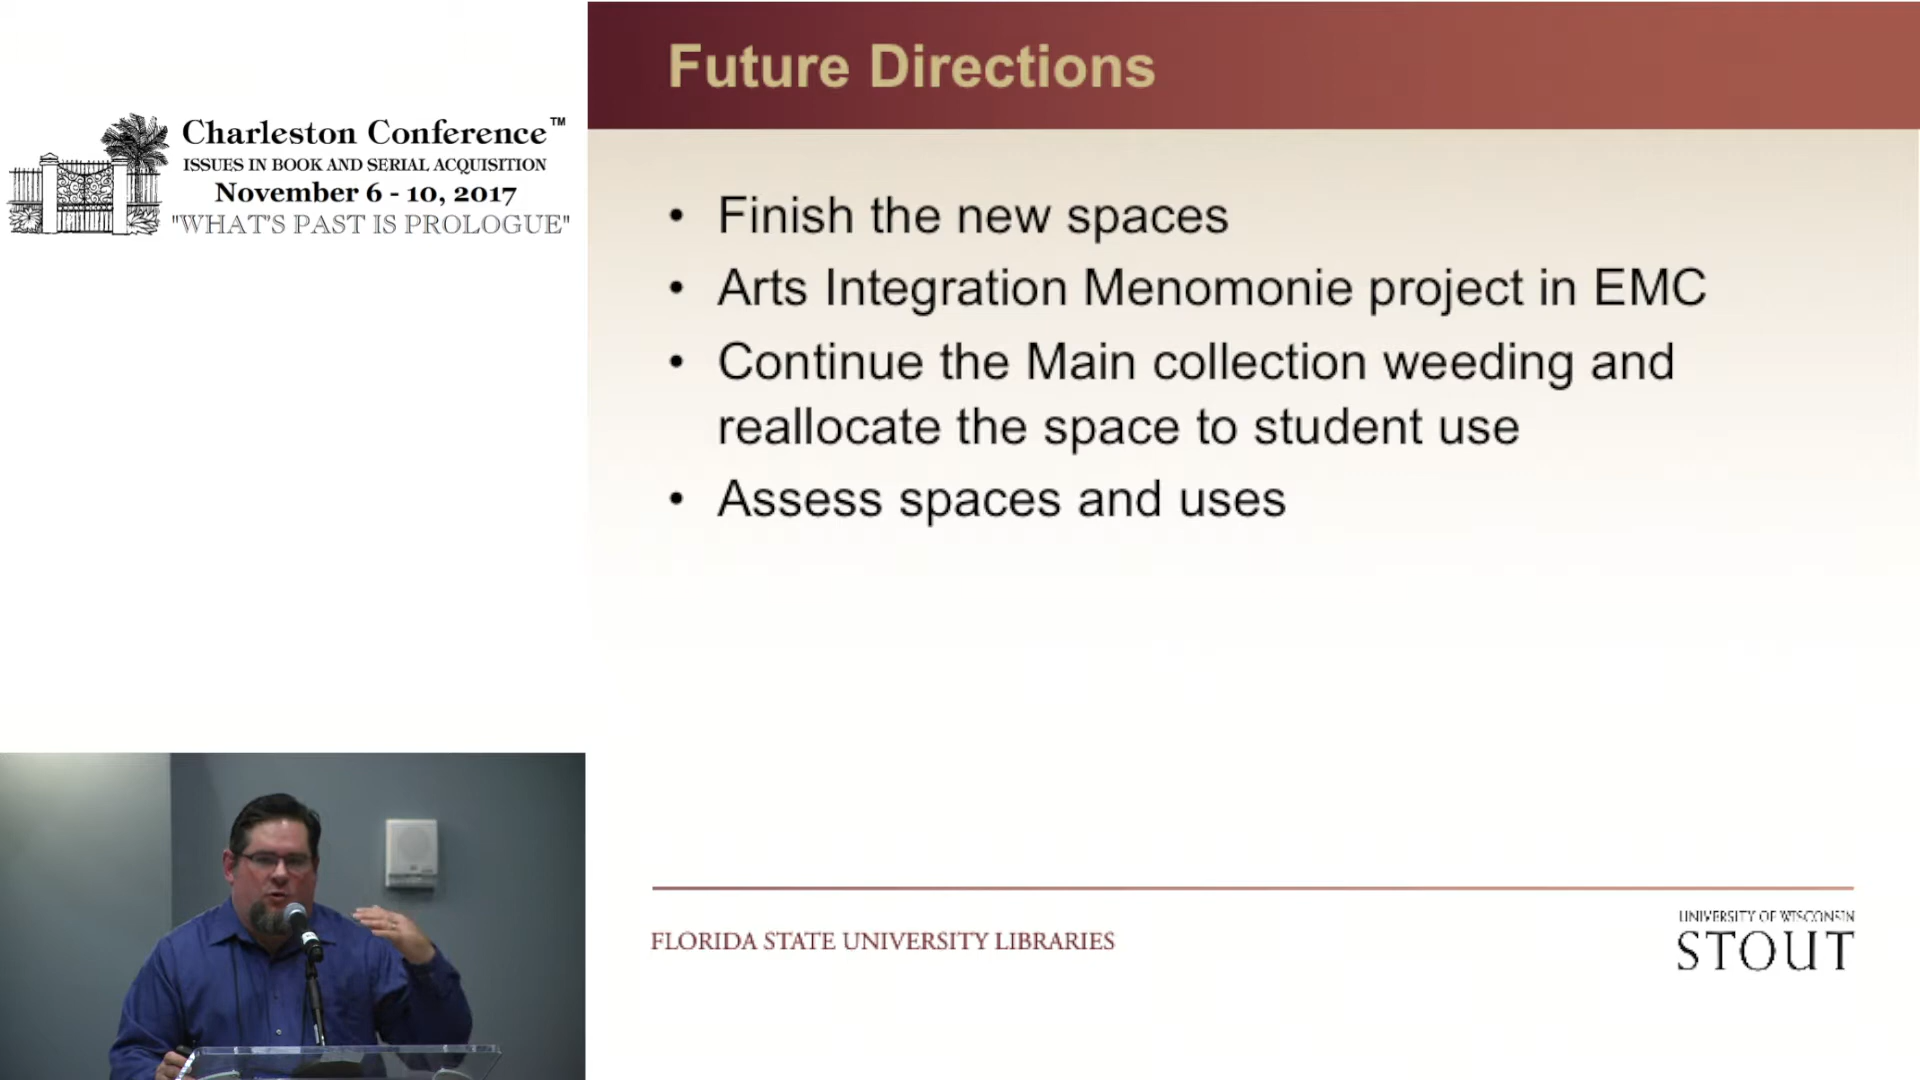 Charleston Conference™
ISSUES IN BOOK AND SERIAL ACQUISITION
November 6 - 10, 2017
"WHAT'S PAST IS PROLOGUE"
Future Directions
• Finish the new spaces
• Arts Integration Menomonie project in EMC
• Continue the Main collection weeding and
reallocate the space to student use
• Assess spaces and uses
FLORIDA STATE UNIVERSITY LIBRARIES
UNIVERSITY OF WISCONSIN
STOUT